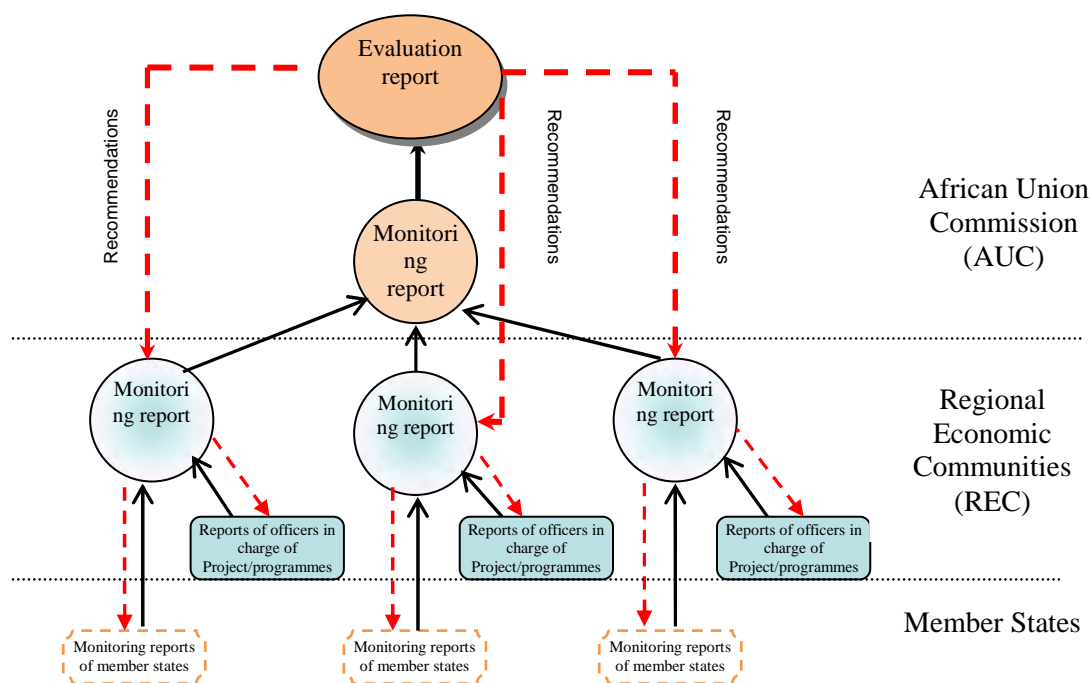 Evaluation
report
Recommendations
Recommendations
Recommendations
African Union
Commission
(AUC)
Monitori
ng
report
Monitori
ng report
Monitori
ng report
Monitori
ng report
Regional
Economic
Communities
(REC)
Reports of officers in
charge of
Project/programmes
Reports of officers in
charge of
Project/programmes
Reports of officers in
charge of
Project/programmes
Member States
Monitoring reports
of member states
Monitoring reports
of member states
Monitoring reports
of member states